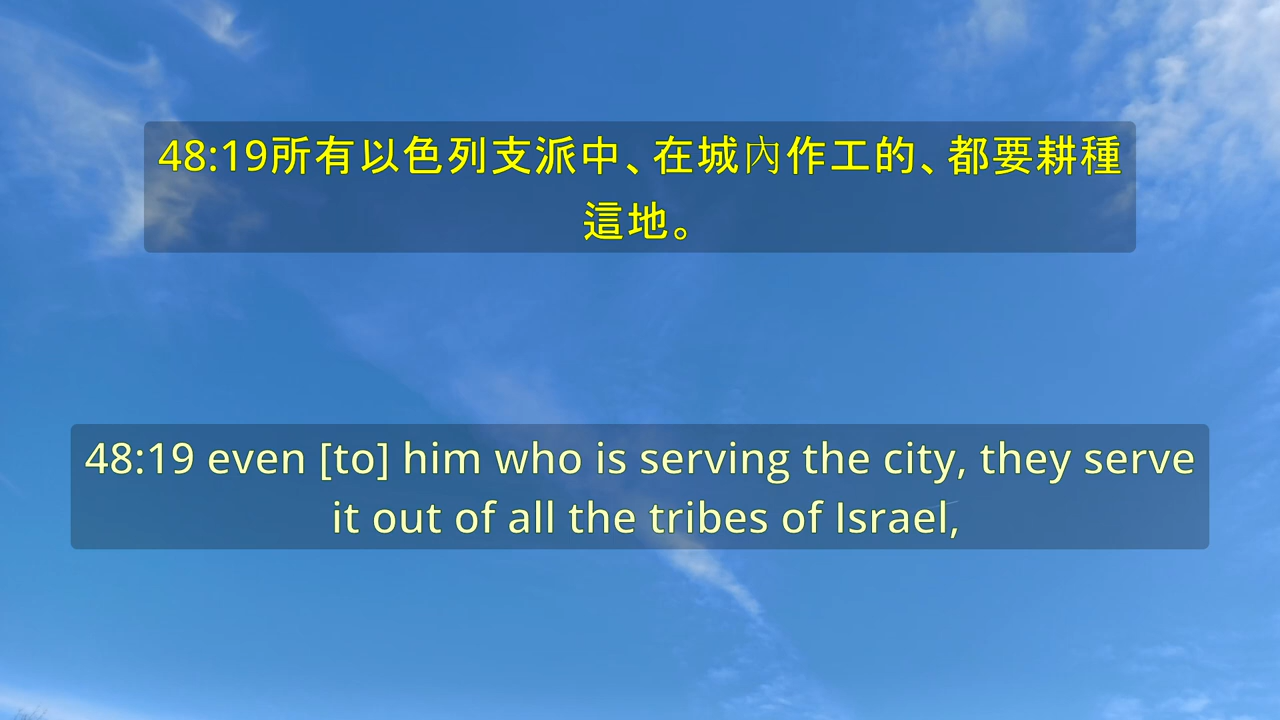 48:19所有以色列支派中、在城內作工的、都要耕種
這地。
48:19 even [to] him who is serving the city, they serve
it out of all the tribes of Israel,